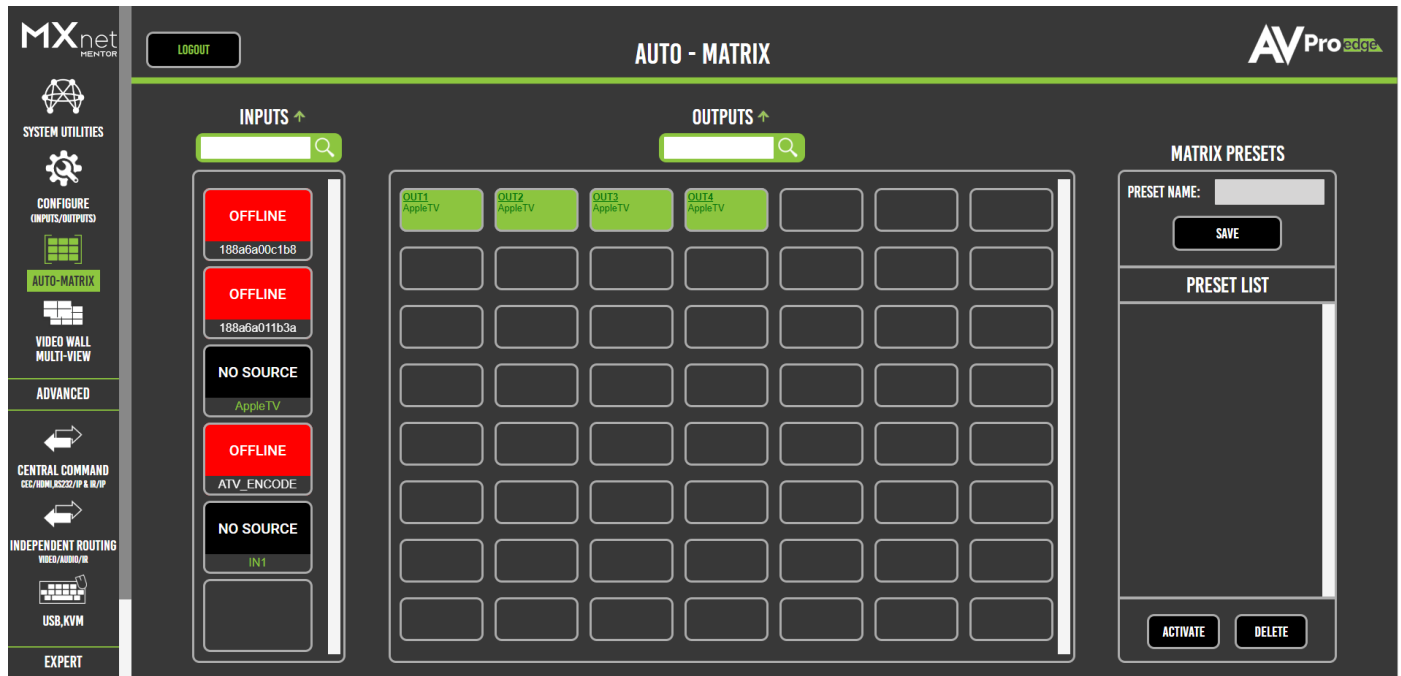 MXnet
MENTOR
LOGOUT
AUTO - MATRIX
AVPro edge
SYSTEM UTILITIES
CONFIGURE
(INPUTS/OUTPUTS)
AUTO-MATRIX
VIDEO WALL
MULTI-VIEW
ADVANCED
CENTRAL COMMAND
CEC/HDMI,RS232/IP & IR/IP
INDEPENDENT ROUTING
VIDEO/AUDIO/IR
USB,KVM
EXPERT
INPUTS
OFFLINE
188a6a00c1b8
OFFLINE
188a6a011b3a
NO SOURCE
AppleTV
OFFLINE
ATV_ENCODE
NO SOURCE
IN1
OUTPUTS
OUT1
AppleTV
OUT2
AppleTV
OUT3
AppleTV
OUT4
AppleTV
MATRIX PRESETS
PRESET NAME:
SAVE
PRESET LIST
ACTIVATE
DELETE